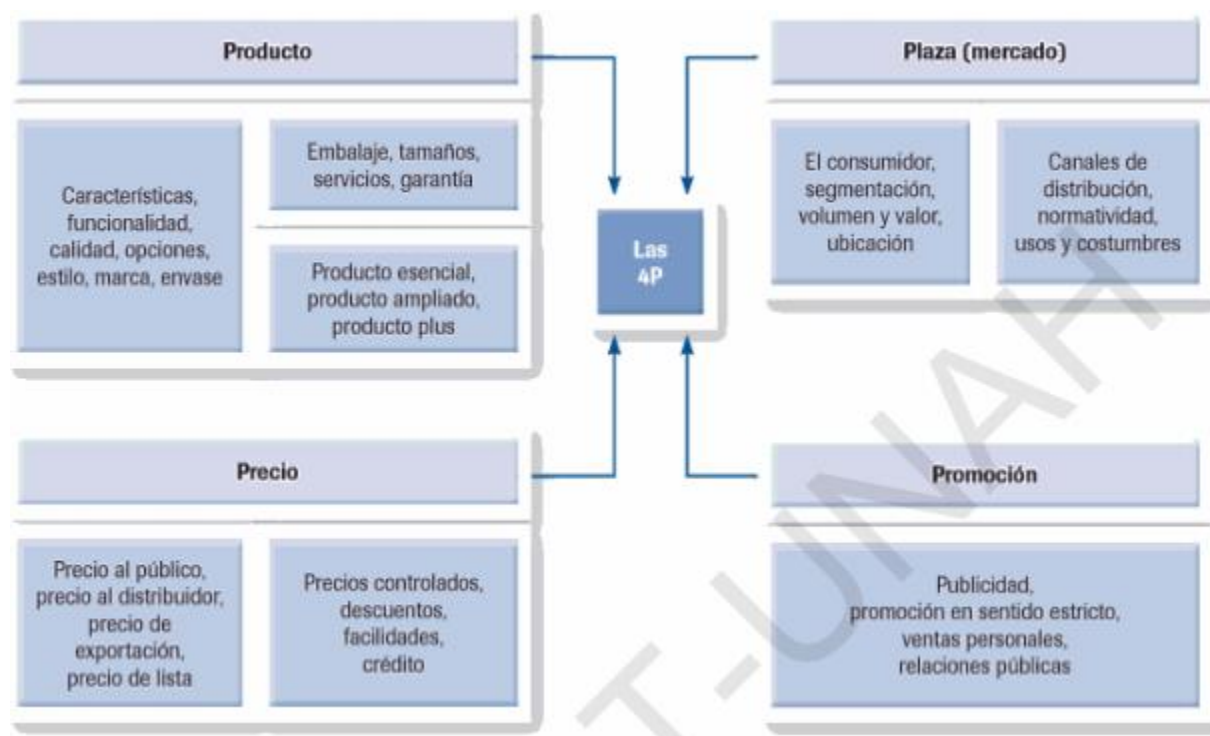 Producto
Características,
funcionalidad,
calidad, opciones,
estilo, marca, envase
Embalaje, tamaños,
servicios, garantía
Producto esencial,
producto ampliado,
producto plus
Plaza (mercado)
El consumidor,
segmentación,
volumen y valor,
ubicación
Canales de
distribución,
normatividad,
usos y costumbres
Las
4P
Precio
Precio al público,
precio al distribuidor,
precio de
exportación,
precio de lista
Precios controlados,
descuentos,
facilidades,
crédito
Promoción
Publicidad,
promoción en sentido estricto,
ventas personales,
relaciones públicas
T-UNAH